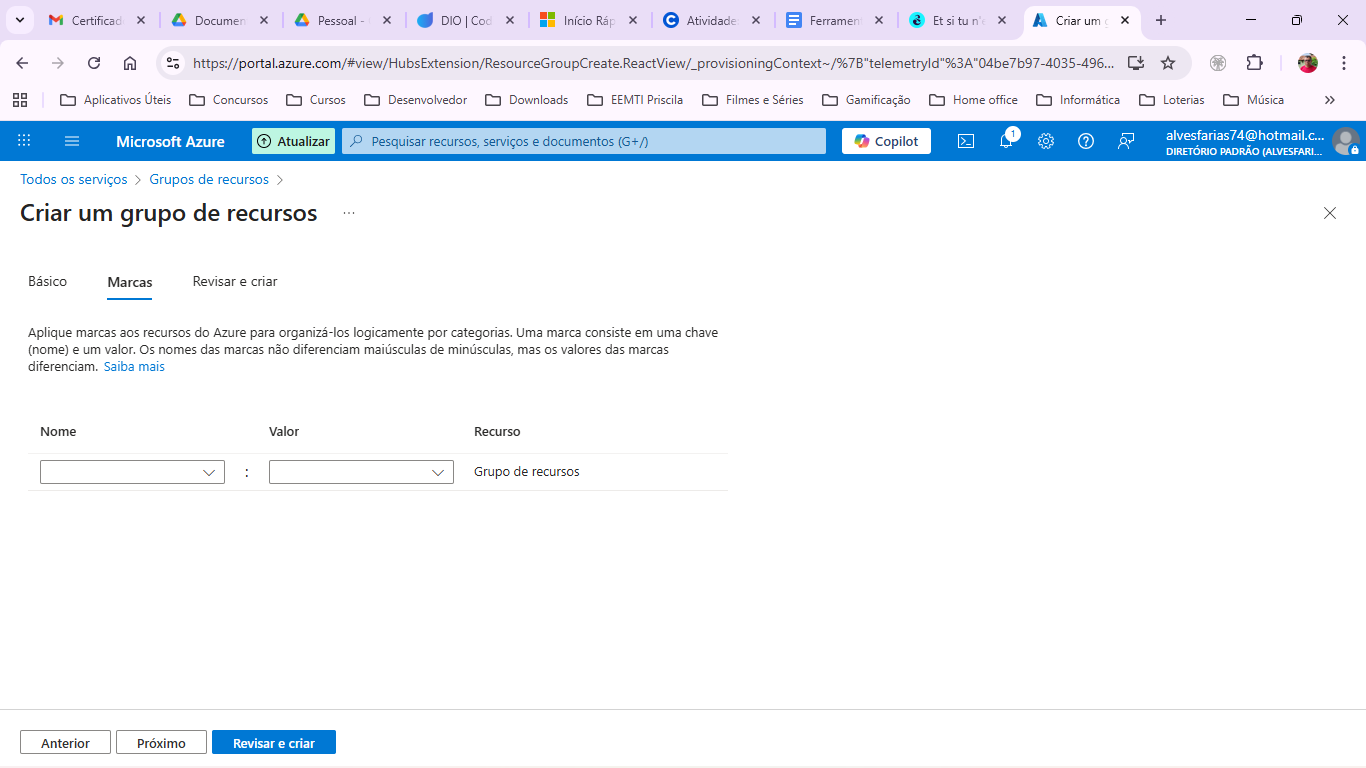 Certificad
Documen
Pessoal -
DIO | Cod
Início Ráp
Atividade
Ferramen
Et si tu n'e
Criar um g
https://portal.azure.com/#view/HubsExtension/ResourceGroupCreate.ReactView/_provisioningContext~/%7B"telemetryId"%3A"04be7b97-4035-496...
Aplicativos Úteis
Concursos
Cursos
Desenvolvedor
Downloads
EEMTI Priscila
Filmes e Séries
Gamificação
Home office
Informática
Loterias
Música
Microsoft Azure
Atualizar
Pesquisar recursos, serviços e documentos (G+/)
Copilot
1
alvesfarias74@hotmail.c...
DIRETÓRIO PADRÃO (ALVESFARI...
Todos os serviços > Grupos de recursos >
Criar um grupo de recursos ...
Básico
Marcas
Revisar e criar
Aplique marcas aos recursos do Azure para organizá-los logicamente por categorias. Uma marca consiste em uma chave
(nome) e um valor. Os nomes das marcas não diferenciam maiúsculas de minúsculas, mas os valores das marcas
diferenciam. Saiba mais
Nome
Valor
Recurso
:
Grupo de recursos
Anterior
Próximo
Revisar e criar